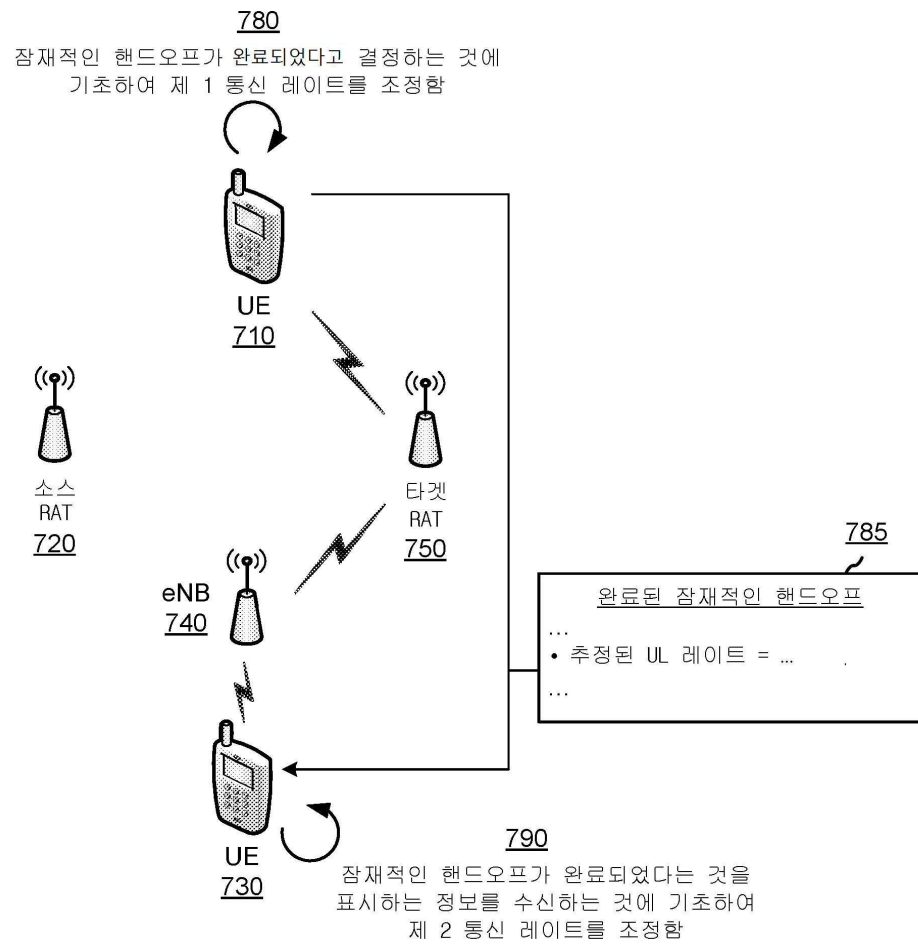 780
잠재적인 핸드오프가 완료되었다고 결정하는 것에
기초하여 제 1 통신 레이트를 조정함
UE
710
소스
RAT
720
타겟
RAT
750
eNB
740
785
완료된 잠재적인 핸드오프
...
• 추정된 UL 레이트 = ...
...
UE
730
790
잠재적인 핸드오프가 완료되었다는 것을
표시하는 정보를 수신하는 것에 기초하여
제 2 통신 레이트를 조정함